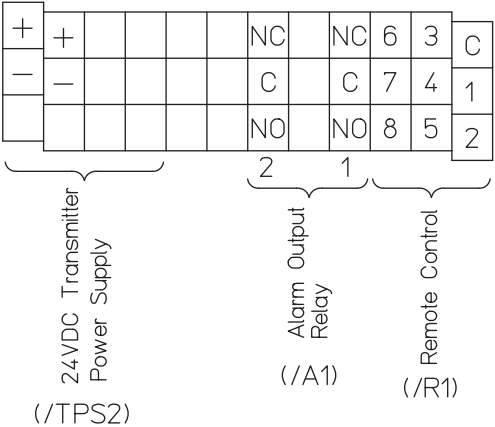 + + NC NC 6 3 C
- - C C 7 4 1
NO NO 8 5 2
2 1
24VDC Transmitter
Power Supply
(/TPS2)
Alarm Output
Relay
(/A1)
Remote Control
(/R1)